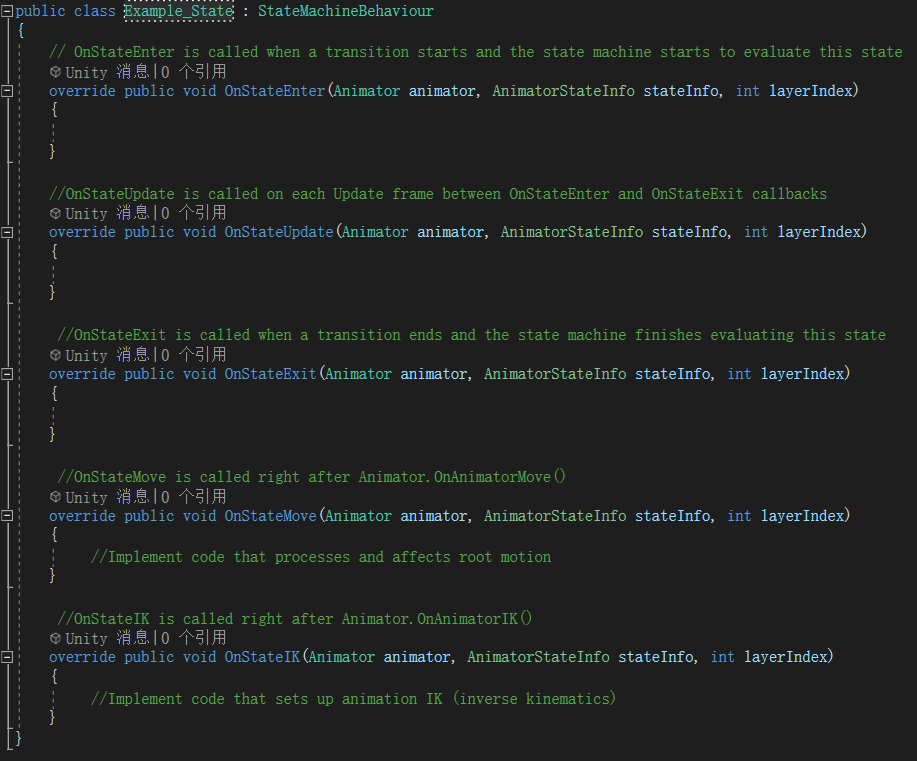 public class Example_State : StateMachineBehaviour
{
// OnStateEnter is called when a transition starts and the state machine starts to evaluate this state
Unity 消息|0 个引用
override public void OnStateEnter(Animator animator, AnimatorStateInfo stateInfo, int layerIndex)
{
}
//OnStateUpdate is called on each Update frame between OnStateEnter and OnStateExit callbacks
Unity 消息|0 个引用
override public void OnStateUpdate(Animator animator, AnimatorStateInfo stateInfo, int layerIndex)
{
}
//OnStateExit is called when a transition ends and the state machine finishes evaluating this state
Unity 消息|0 个引用
override public void OnStateExit(Animator animator, AnimatorStateInfo stateInfo, int layerIndex)
{
}
//OnStateMove is called right after Animator.OnAnimatorMove()
Unity 消息|0 个引用
override public void OnStateMove(Animator animator, AnimatorStateInfo stateInfo, int layerIndex)
{
//Implement code that processes and affects root motion
}
//OnStateIK is called right after Animator.OnAnimatorIK()
Unity 消息|0 个引用
override public void OnStateIK(Animator animator, AnimatorStateInfo stateInfo, int layerIndex)
{
//Implement code that sets up animation IK (inverse kinematics)
}
}